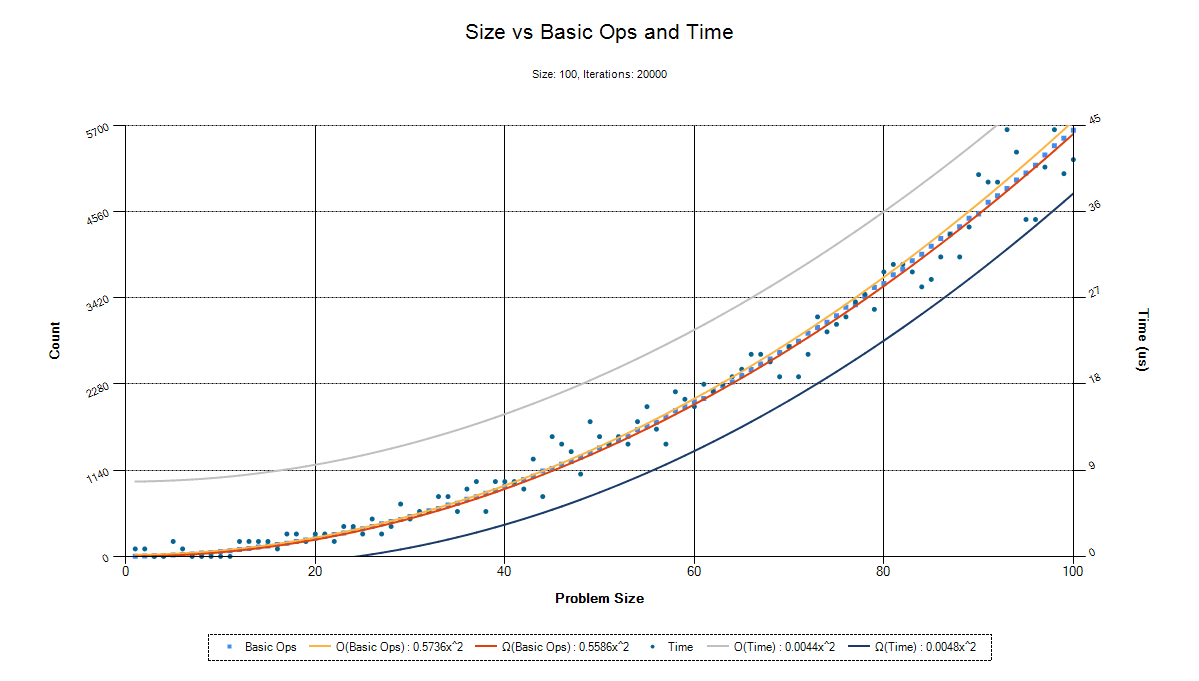 Size vs Basic Ops and Time
Size: 100, Iterations: 20000
5700
4560
3420
2280
1140
0
Count
45
36
27
18
9
0
Time (us)
0 20 40 60 80 100
Problem Size
Basic Ops O(Basic Ops) : 0.5736x^2 Ω(Basic Ops) : 0.5586x^2 Time O(Time) : 0.0044x^2 Ω(Time) : 0.0048x^2